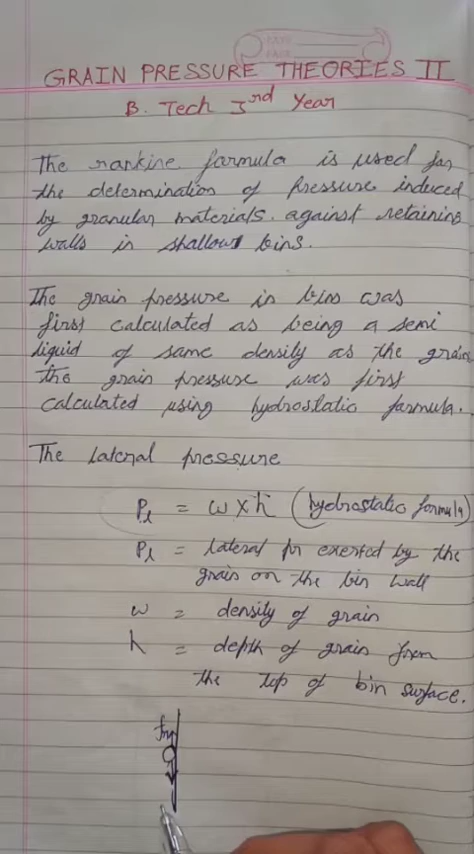 GRAIN PRESSURE THEORIES II
B. Tech 3rd Year
The rankine formula is used for
the determination of pressure induced
by granular materials. against retaining
walls in shallow bins.
The grain pressure in bins was
first calculated as being a semi
liquid of same density as the grain
the grain pressure was first
calculated using hydrostatic formula.
The lateral pressure
Pl = w x h (hydrostatic formula)
Pl = lateral pr exerted by the
grain on the bin wall
w = density of grain
h = depth of grain from
the top of bin surface.